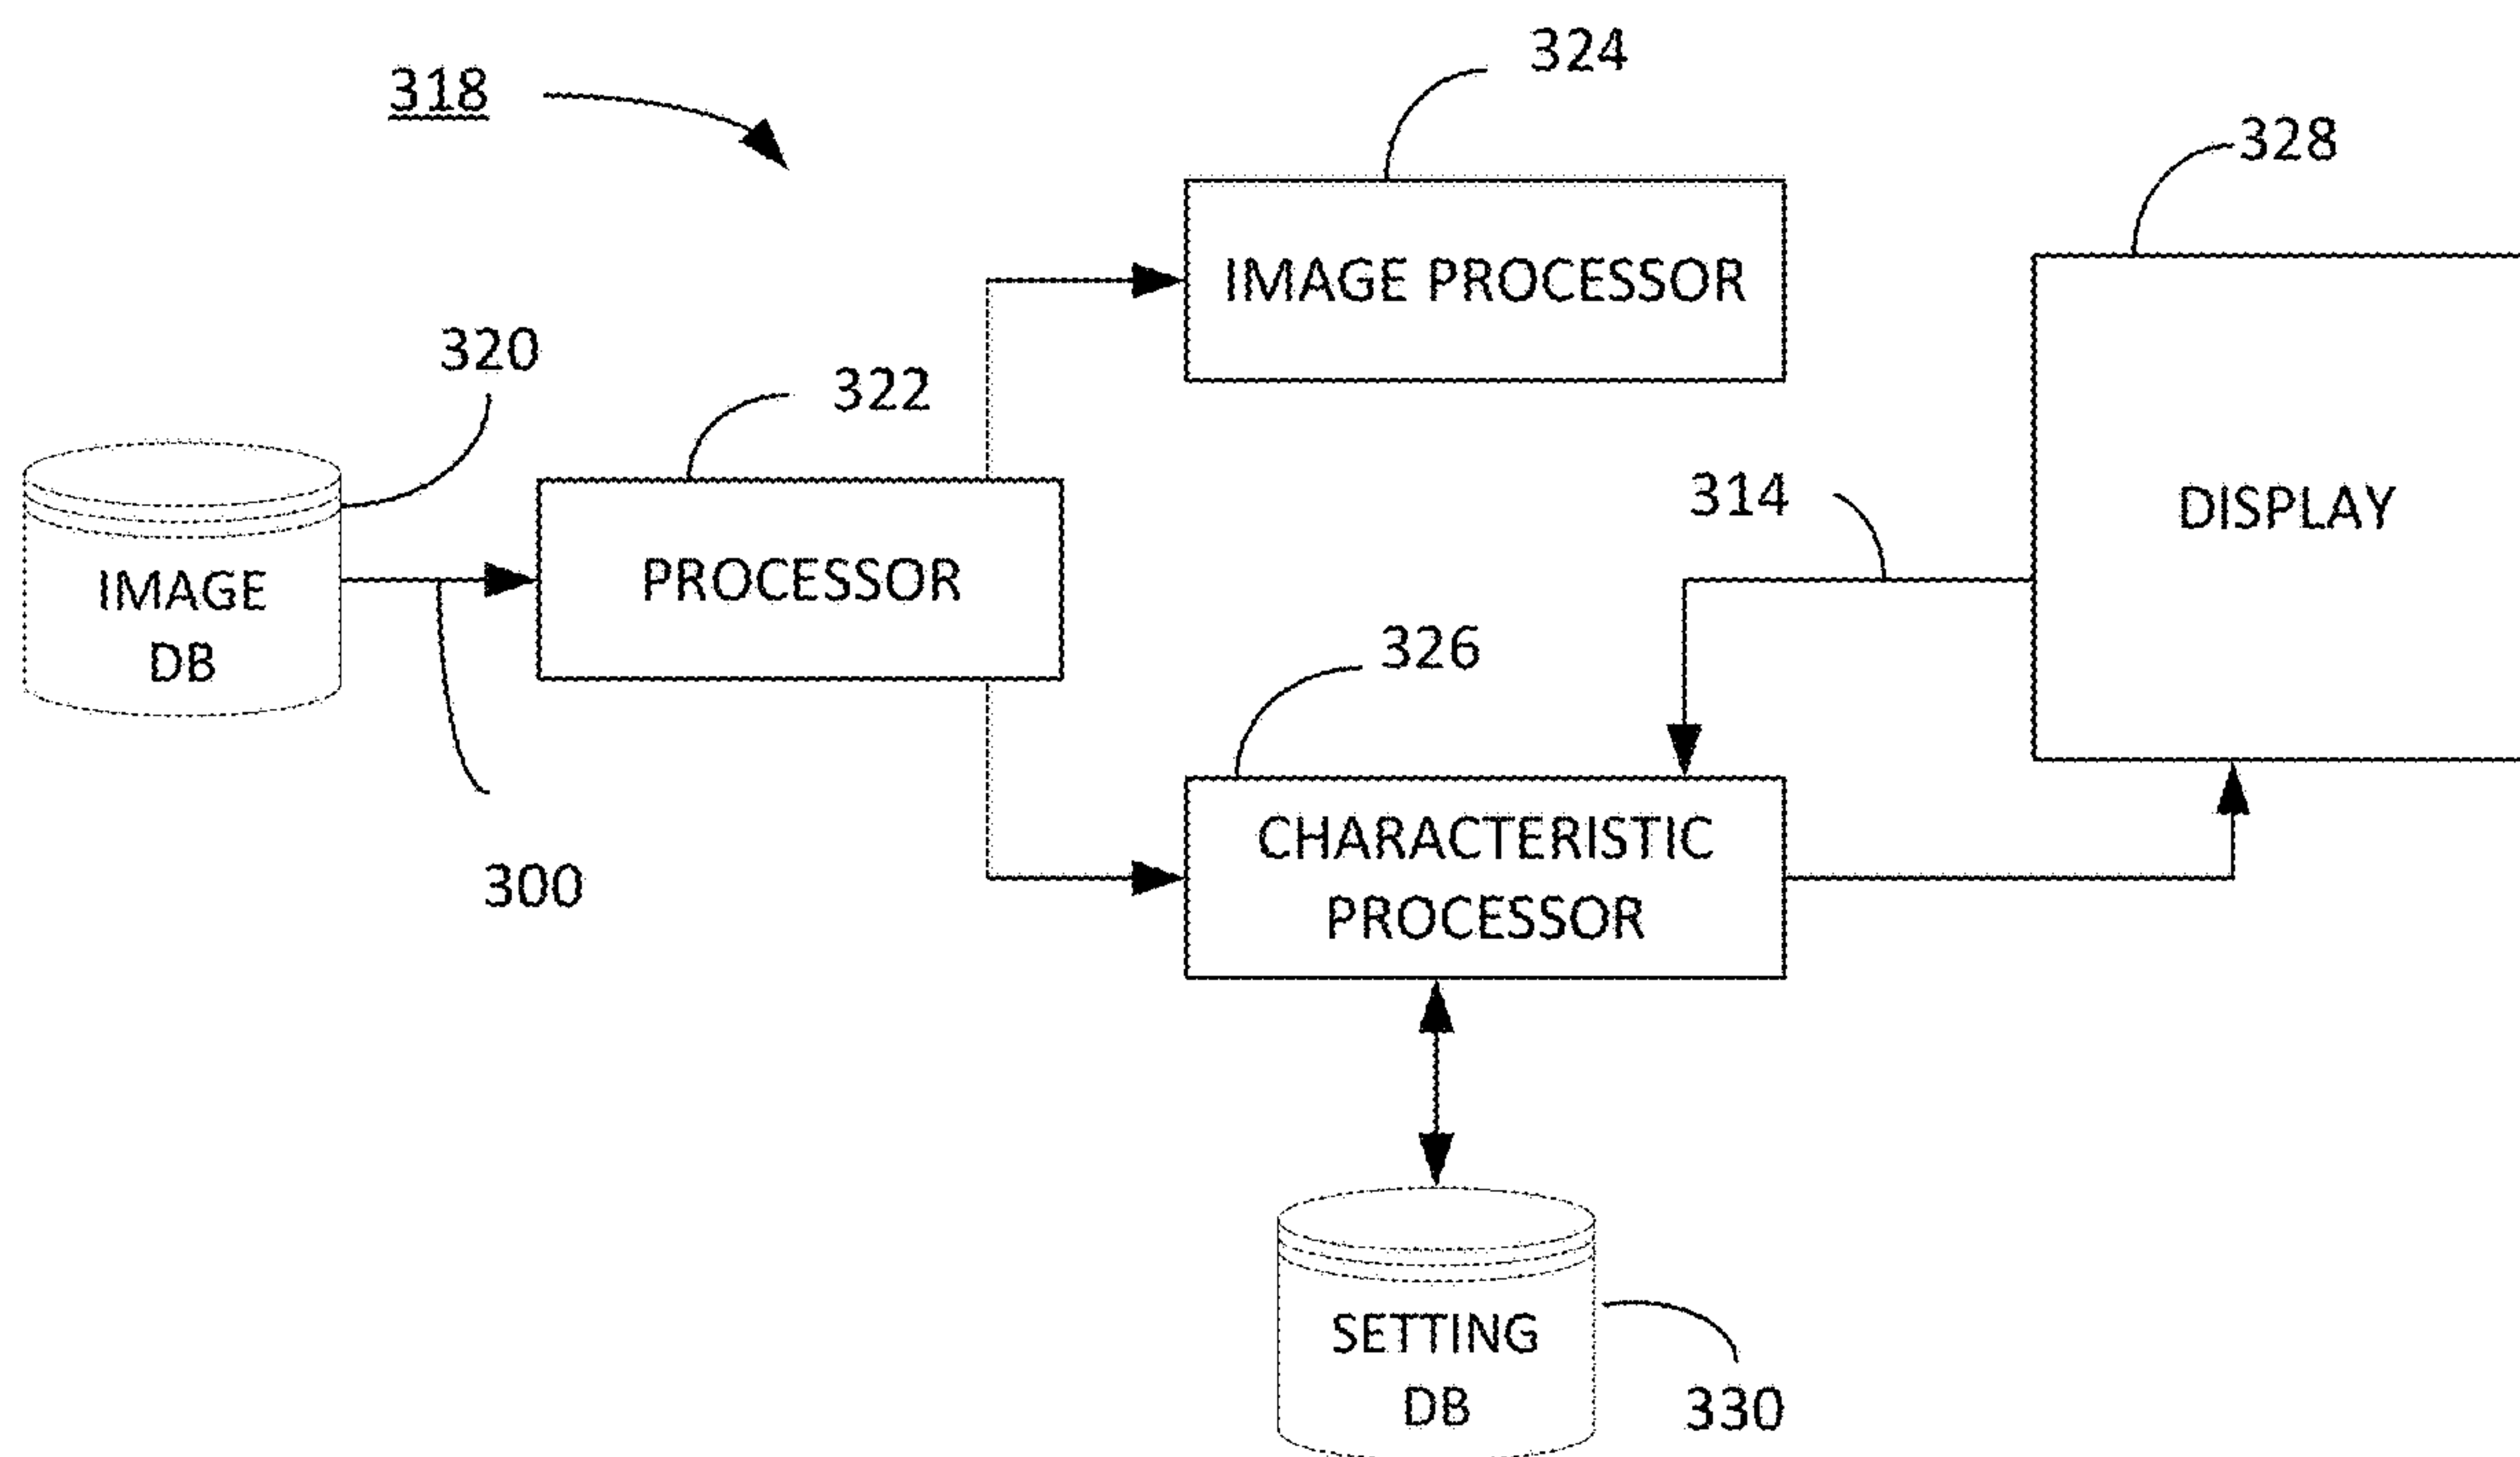 324
318
328
IMAGE PROCESSOR
320
322
314
DISPLAY
IMAGE
DB
PROCESSOR
326
300
CHARACTERISTIC
PROCESSOR
SETTING
DB
330